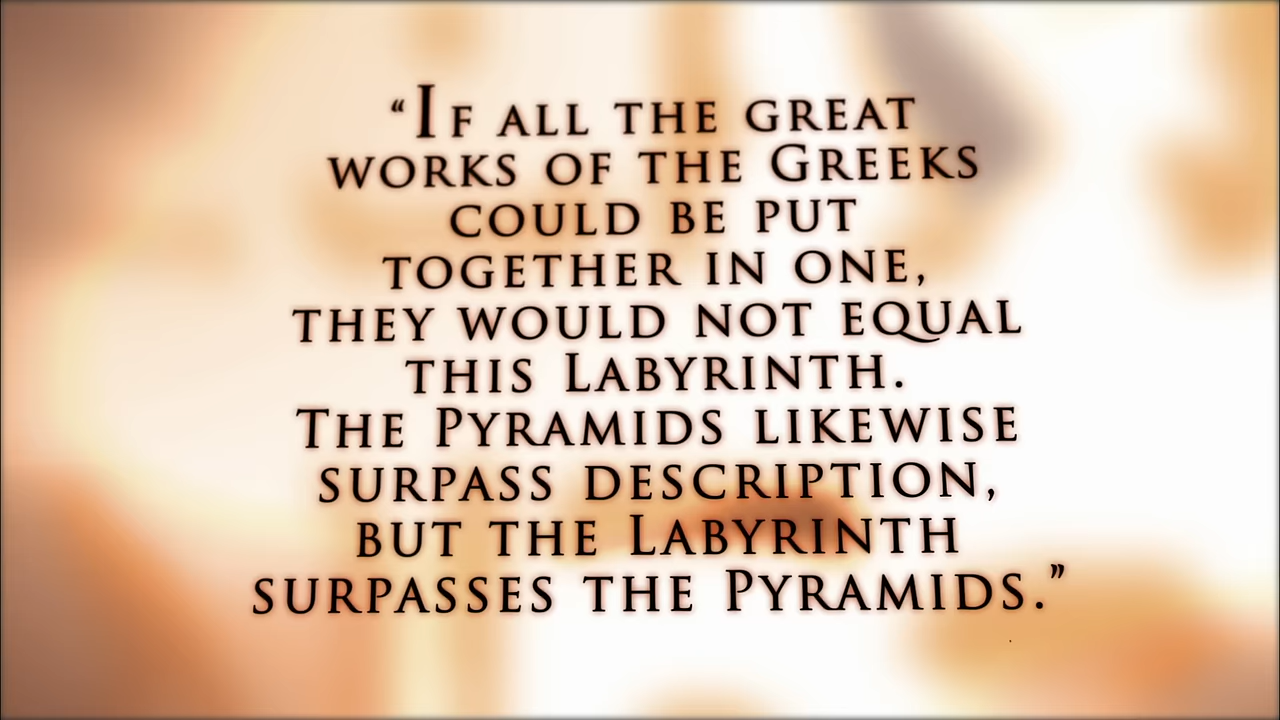 “If all the great
works of the Greeks
could be put
together in one,
they would not equal
this Labyrinth.
The Pyramids likewise
surpass description,
but the Labyrinth
surpasses the Pyramids.”